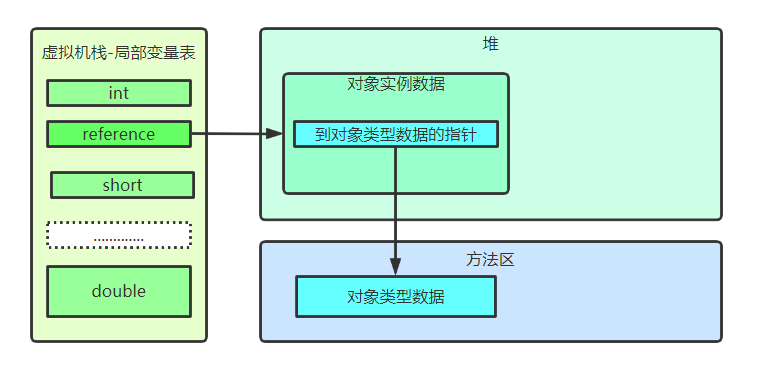 虚拟机栈-局部变量表
int
reference
short
.............
double
堆
对象实例数据
到对象类型数据的指针
方法区
对象类型数据